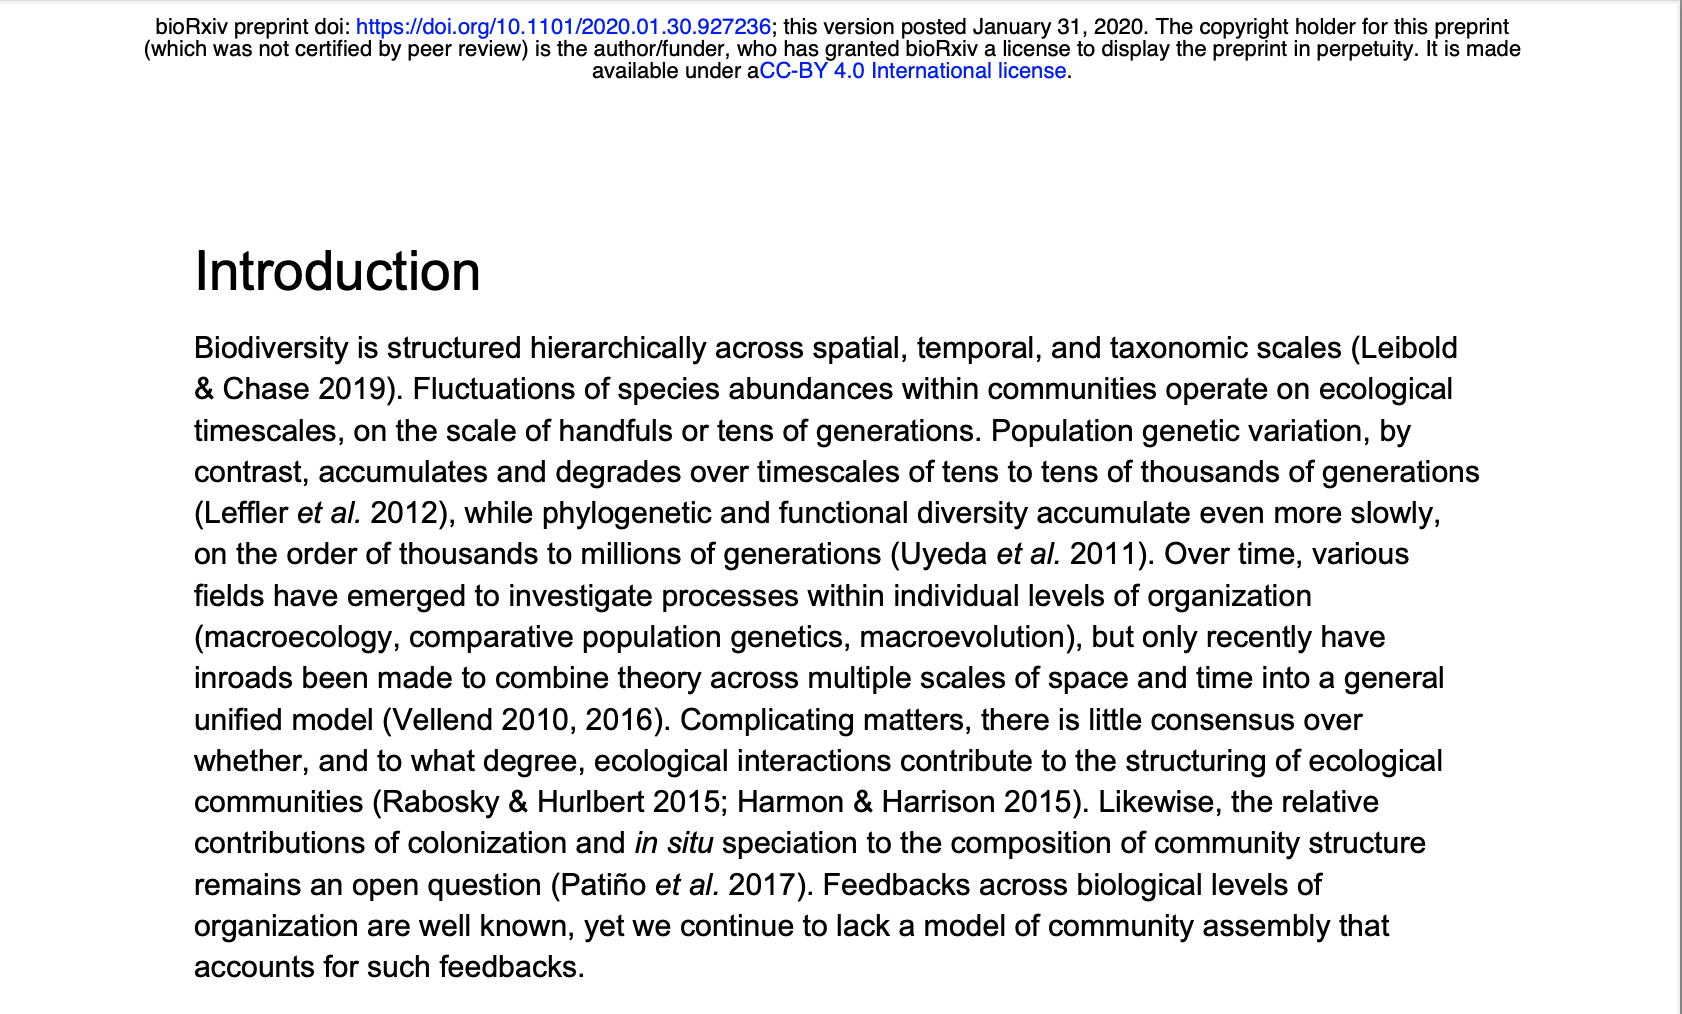 bioRxiv preprint doi: https://doi.org/10.1101/2020.01.30.927236; this version posted January 31, 2020. The copyright holder for this preprint
(which was not certified by peer review) is the author/funder, who has granted bioRxiv a license to display the preprint in perpetuity. It is made
available under aCC-BY 4.0 International license.
Introduction
Biodiversity is structured hierarchically across spatial, temporal, and taxonomic scales (Leibold
& Chase 2019). Fluctuations of species abundances within communities operate on ecological
timescales, on the scale of handfuls or tens of generations. Population genetic variation, by
contrast, accumulates and degrades over timescales of tens to tens of thousands of generations
(Leffler et al. 2012), while phylogenetic and functional diversity accumulate even more slowly,
on the order of thousands to millions of generations (Uyeda et al. 2011). Over time, various
fields have emerged to investigate processes within individual levels of organization
(macroecology, comparative population genetics, macroevolution), but only recently have
inroads been made to combine theory across multiple scales of space and time into a general
unified model (Vellend 2010, 2016). Complicating matters, there is little consensus over
whether, and to what degree, ecological interactions contribute to the structuring of ecological
communities (Rabosky & Hurlbert 2015; Harmon & Harrison 2015). Likewise, the relative
contributions of colonization and in situ speciation to the composition of community structure
remains an open question (Patiño et al. 2017). Feedbacks across biological levels of
organization are well known, yet we continue to lack a model of community assembly that
accounts for such feedbacks.